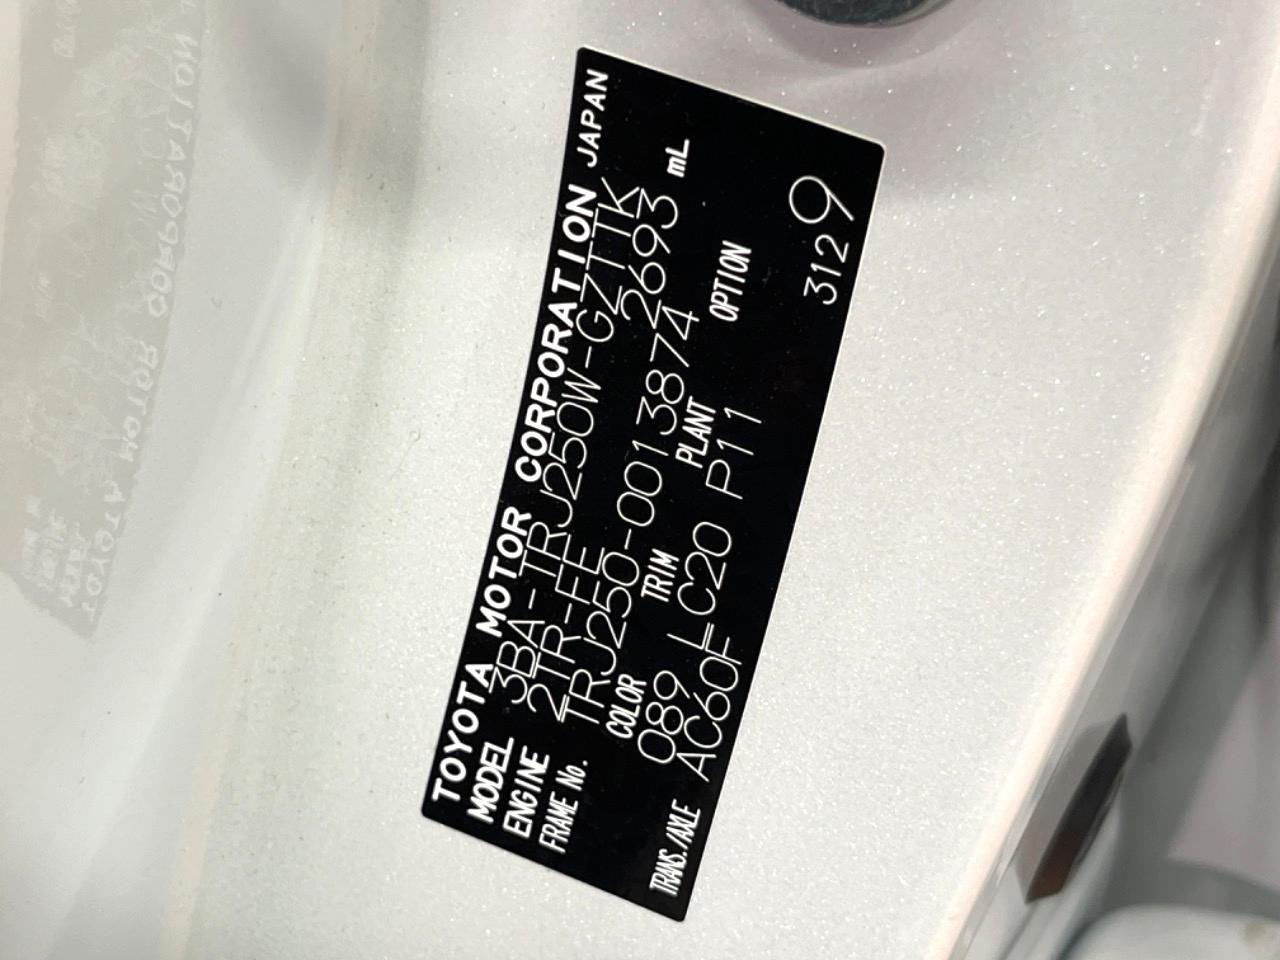 TOYOTA MOTOR CORPORATION JAPAN
MODEL 3BA-TRJ250W-GZTTK
ENGINE 2TR-FE 2693 mL
FRAME No. TRJ250-0013874
COLOR TRIM PLANT OPTION
089 LC20 P11
TRANS./AXLE AC60F
3129